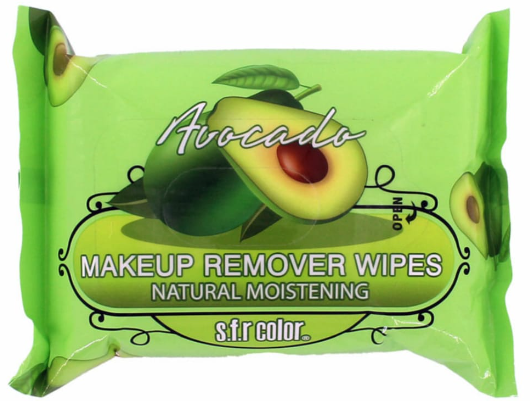 Avocado
OPEN
MAKEUP REMOVER WIPES
NATURAL MOISTENING
s.f.r color®